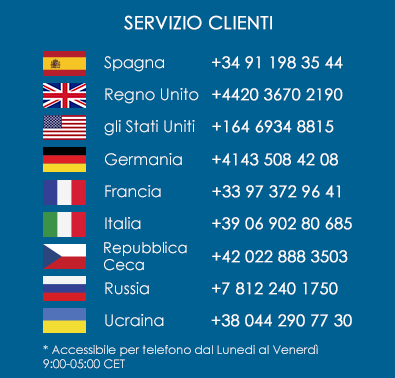 SERVIZIO CLIENTI
Spagna +34 91 198 35 44
Regno Unito +4420 3670 2190
gli Stati Uniti +164 6934 8815
Germania +4143 508 42 08
Francia +33 97 372 96 41
Italia +39 06 902 80 685
Repubblica
Ceca +42 022 888 3503
Russia +7 812 240 1750
Ucraina +38 044 290 77 30
* Accessibile per telefono dal Lunedi al Venerdì
9:00-05:00 CET